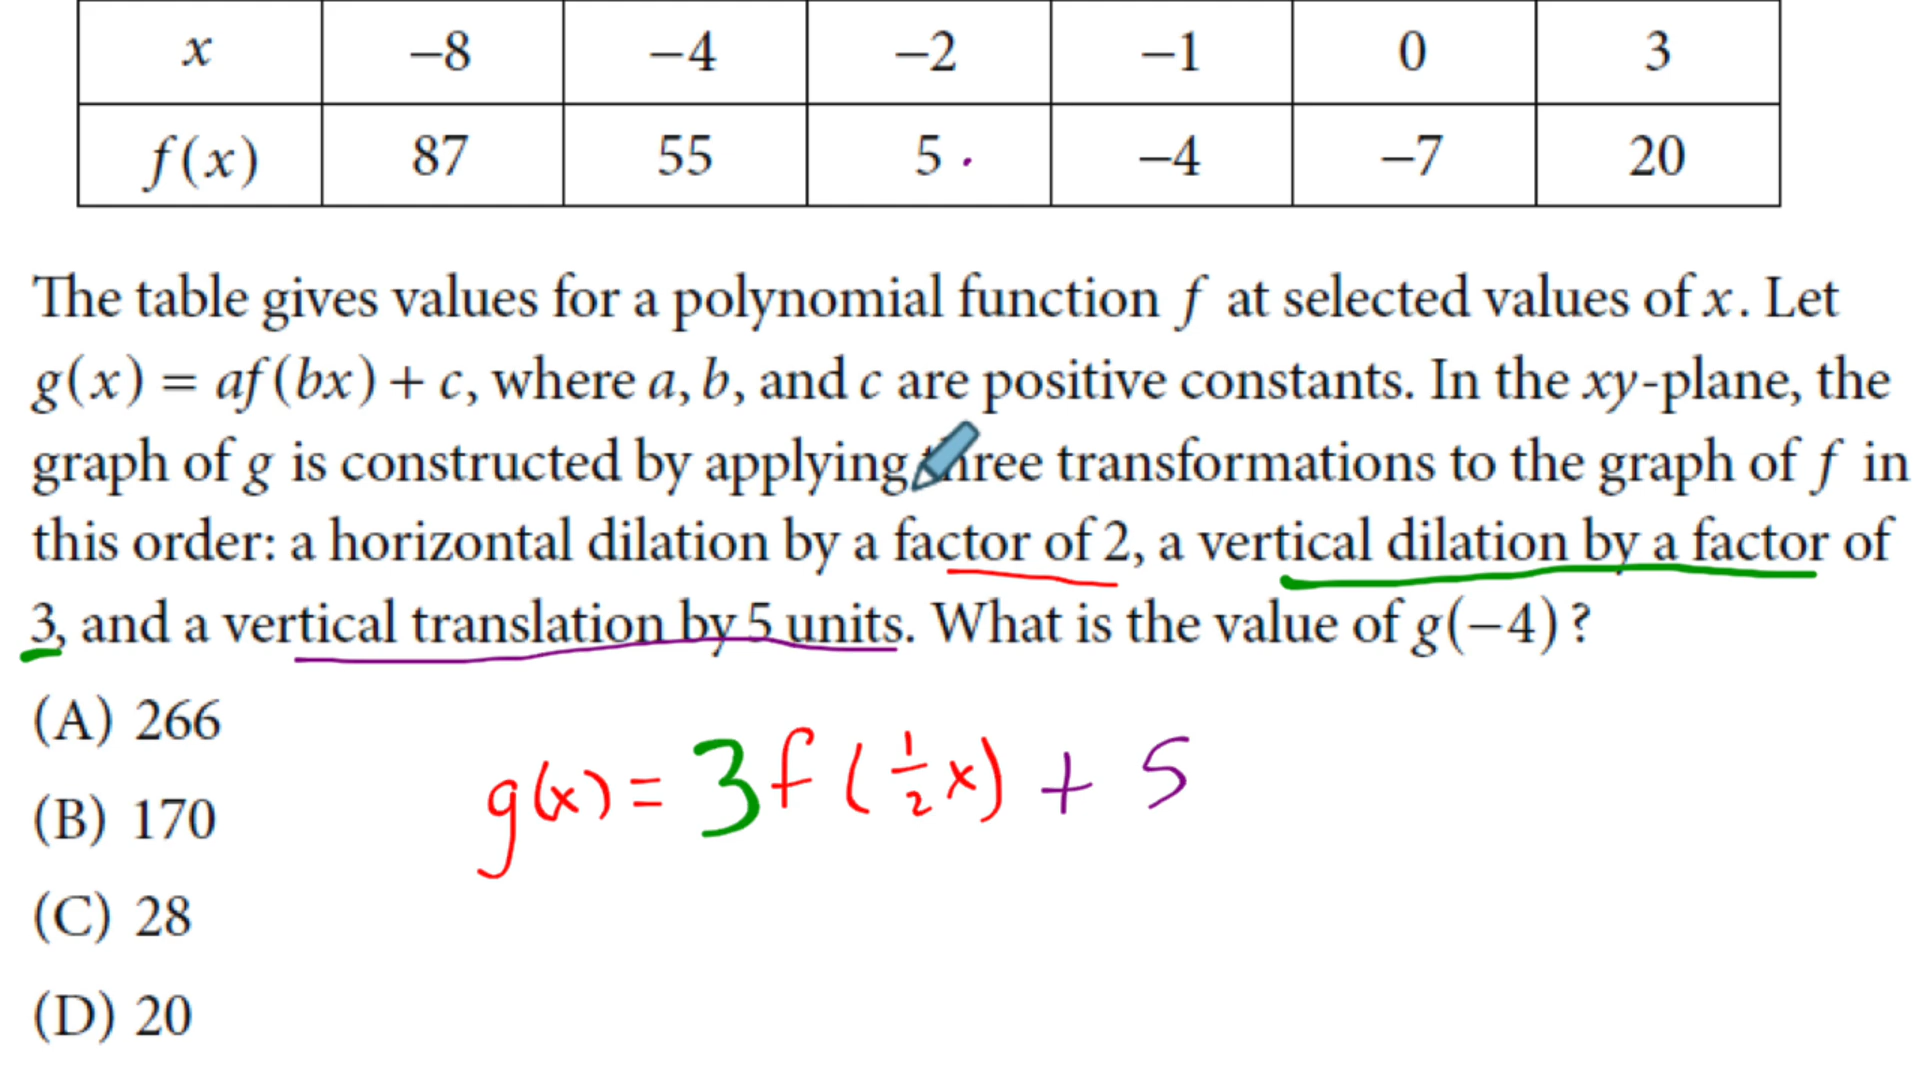 x −8 −4 −2 −1 0 3
f(x) 87 55 5 −4 −7 20
The table gives values for a polynomial function f at selected values of x. Let
g(x) = af(bx) + c, where a, b, and c are positive constants. In the xy-plane, the
graph of g is constructed by applying three transformations to the graph of f in
this order: a horizontal dilation by a factor of 2, a vertical dilation by a factor of
3, and a vertical translation by 5 units. What is the value of g(−4)?
(A) 266
g(x) = 3f(½x) + 5
(B) 170
(C) 28
(D) 20